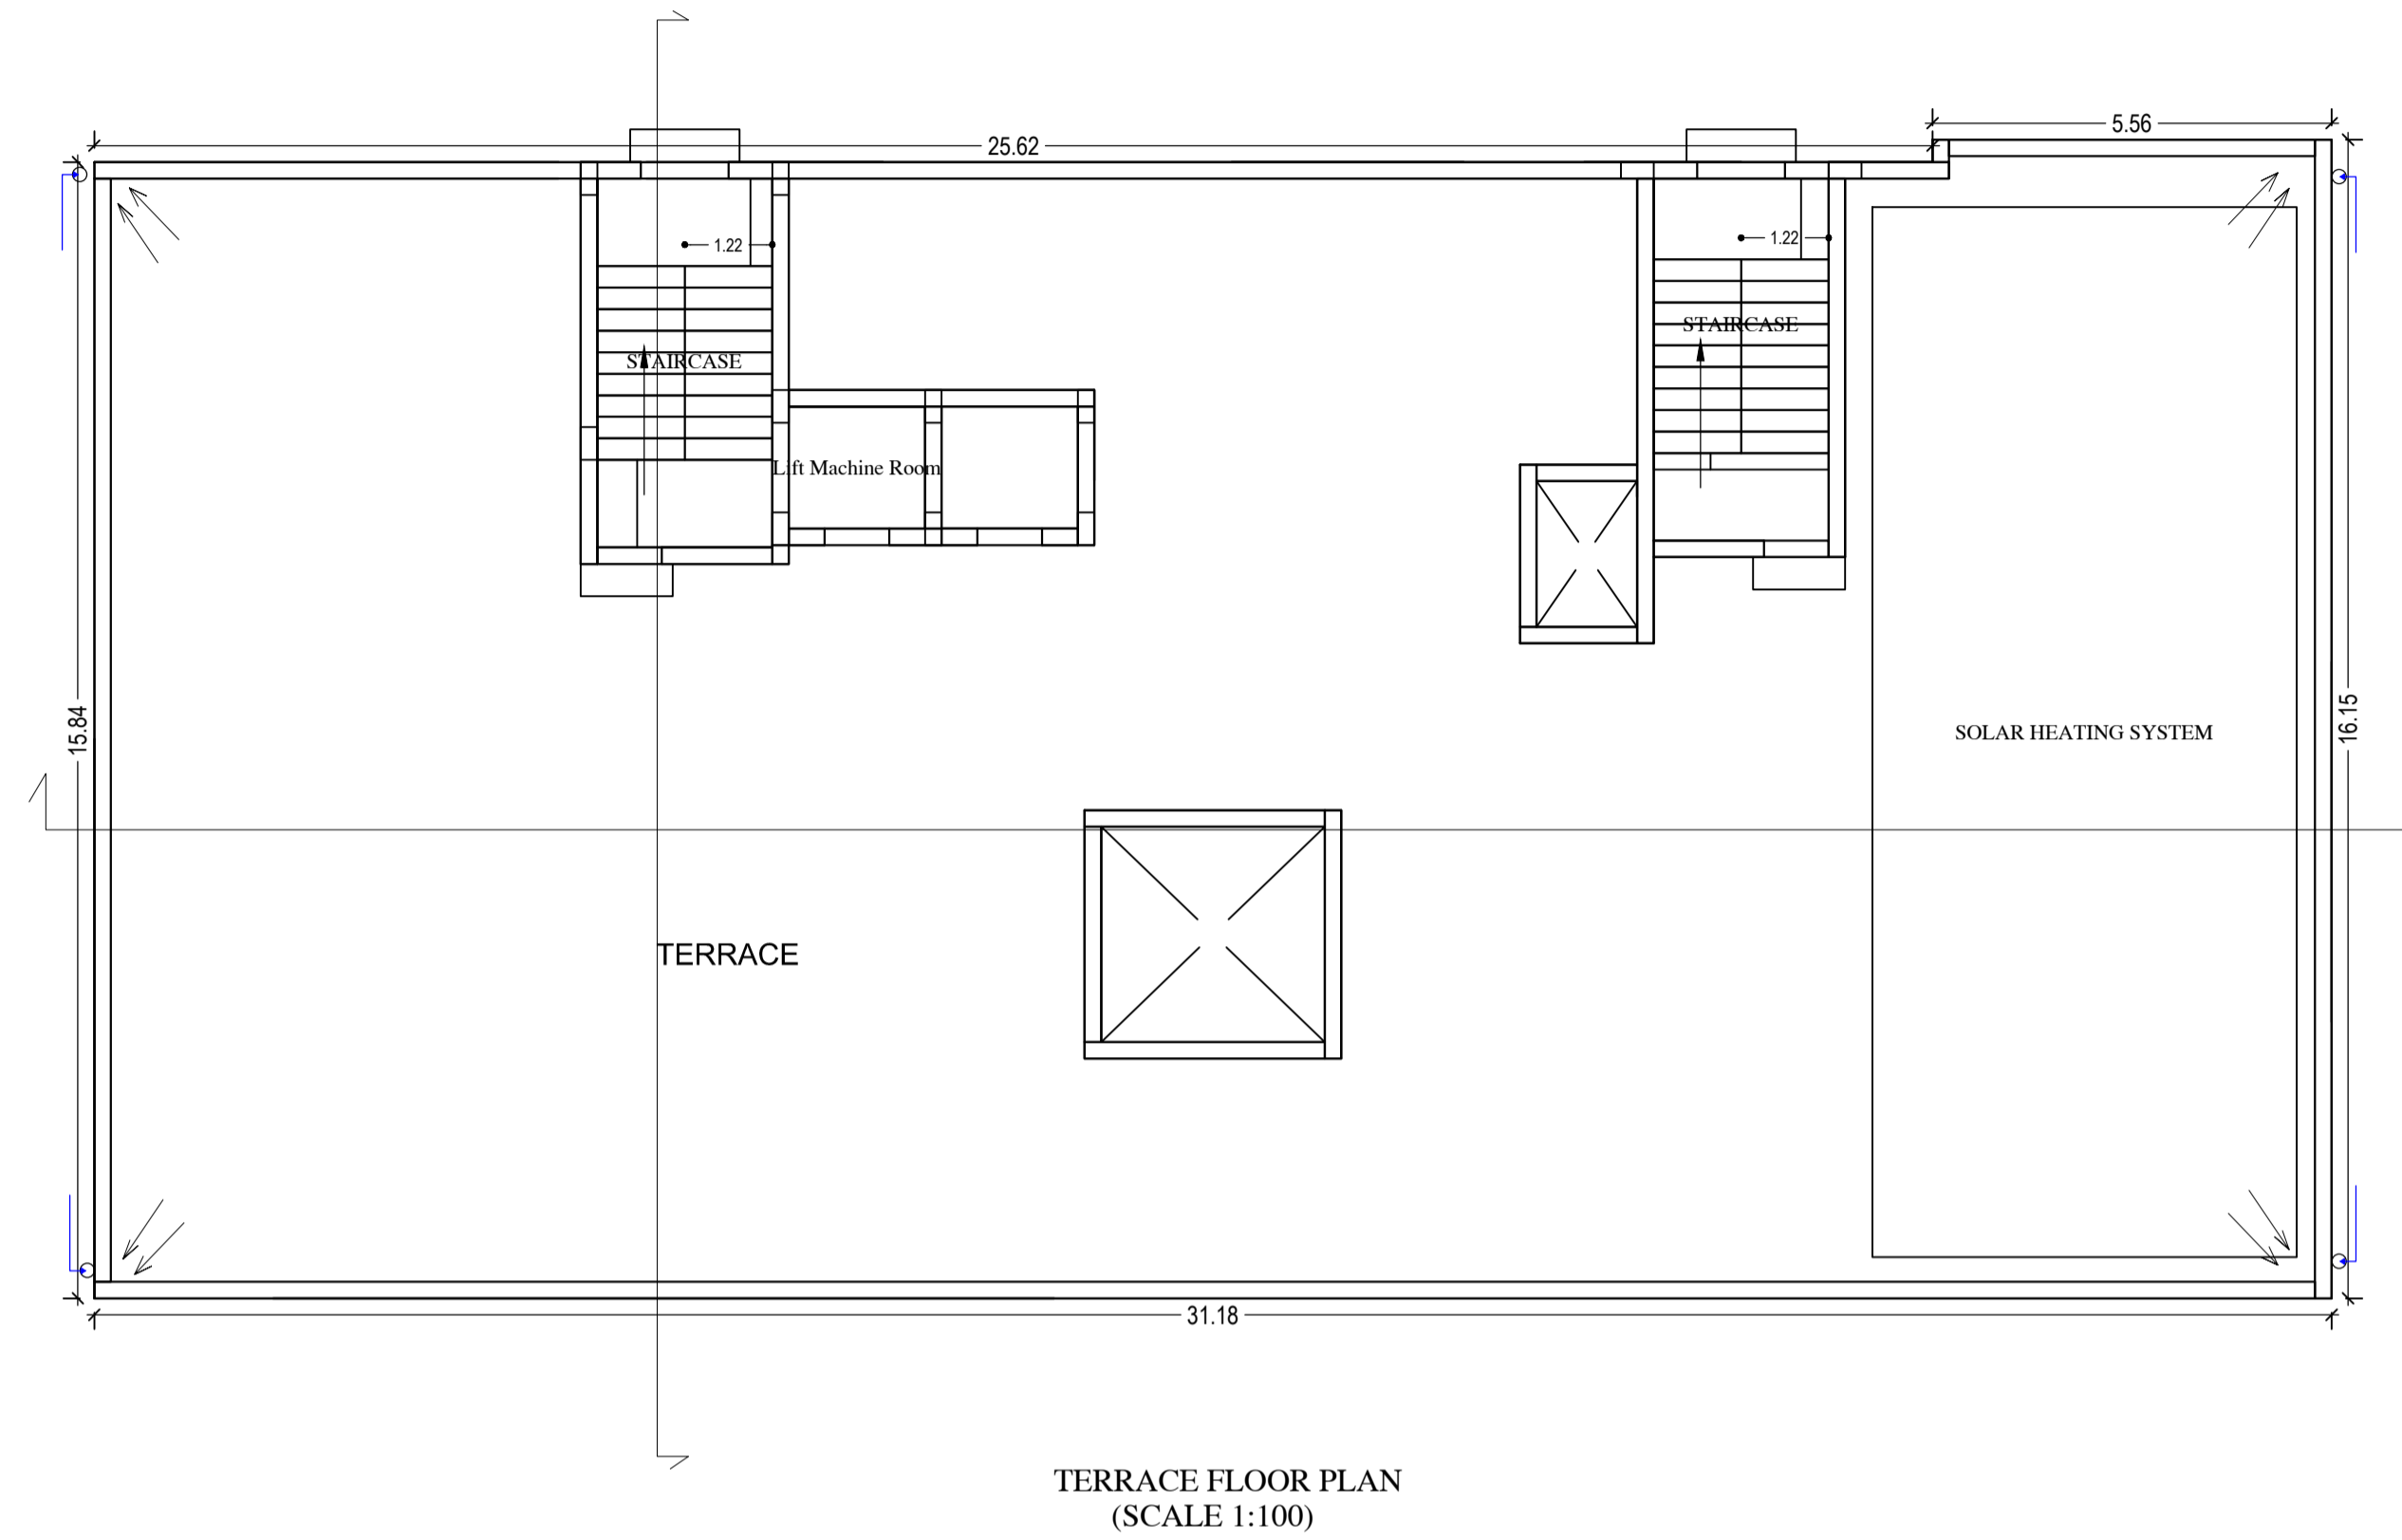 5.56
25.62
1.22
1.22
STAIRCASE
STAIRCASE
Lift Machine Room
15.84
16.15
SOLAR HEATING SYSTEM
TERRACE
31.18
TERRACE FLOOR PLAN
(SCALE 1:100)